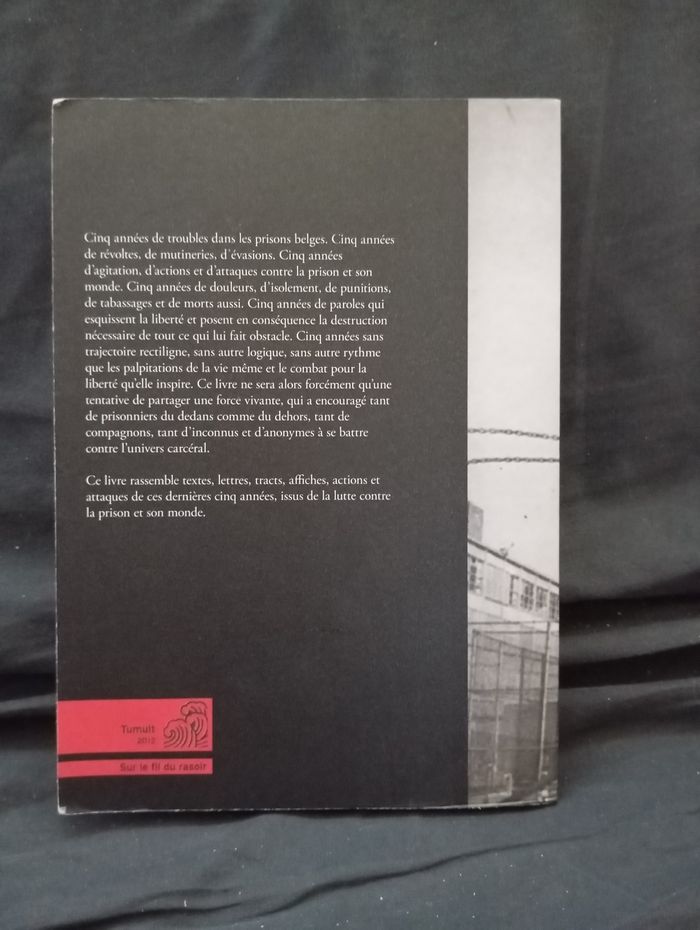 Cinq années de troubles dans les prisons belges. Cinq années
de révoltes, de mutineries, d'évasions. Cinq années
d'agitation, d'actions et d'attaques contre la prison et son
monde. Cinq années de douleurs, d'isolement, de punitions,
de tabassages et de morts aussi. Cinq années de paroles qui
esquissent la liberté et posent en conséquence la destruction
nécessaire de tout ce qui lui fait obstacle. Cinq années sans
trajectoire rectiligne, sans autre logique, sans autre rythme
que les palpitations de la vie même et le combat pour la
liberté qu'elle inspire. Ce livre ne sera alors forcément qu'une
tentative de partager une force vivante, qui a encouragé tant
de prisonniers du dedans comme du dehors, tant de
compagnons, tant d'inconnus et d'anonymes à se battre
contre l'univers carcéral.
Ce livre rassemble textes, lettres, tracts, affiches, actions et
attaques de ces dernières cinq années, issus de la lutte contre
la prison et son monde.
Tumult
2012
Sur le fil du rasoir